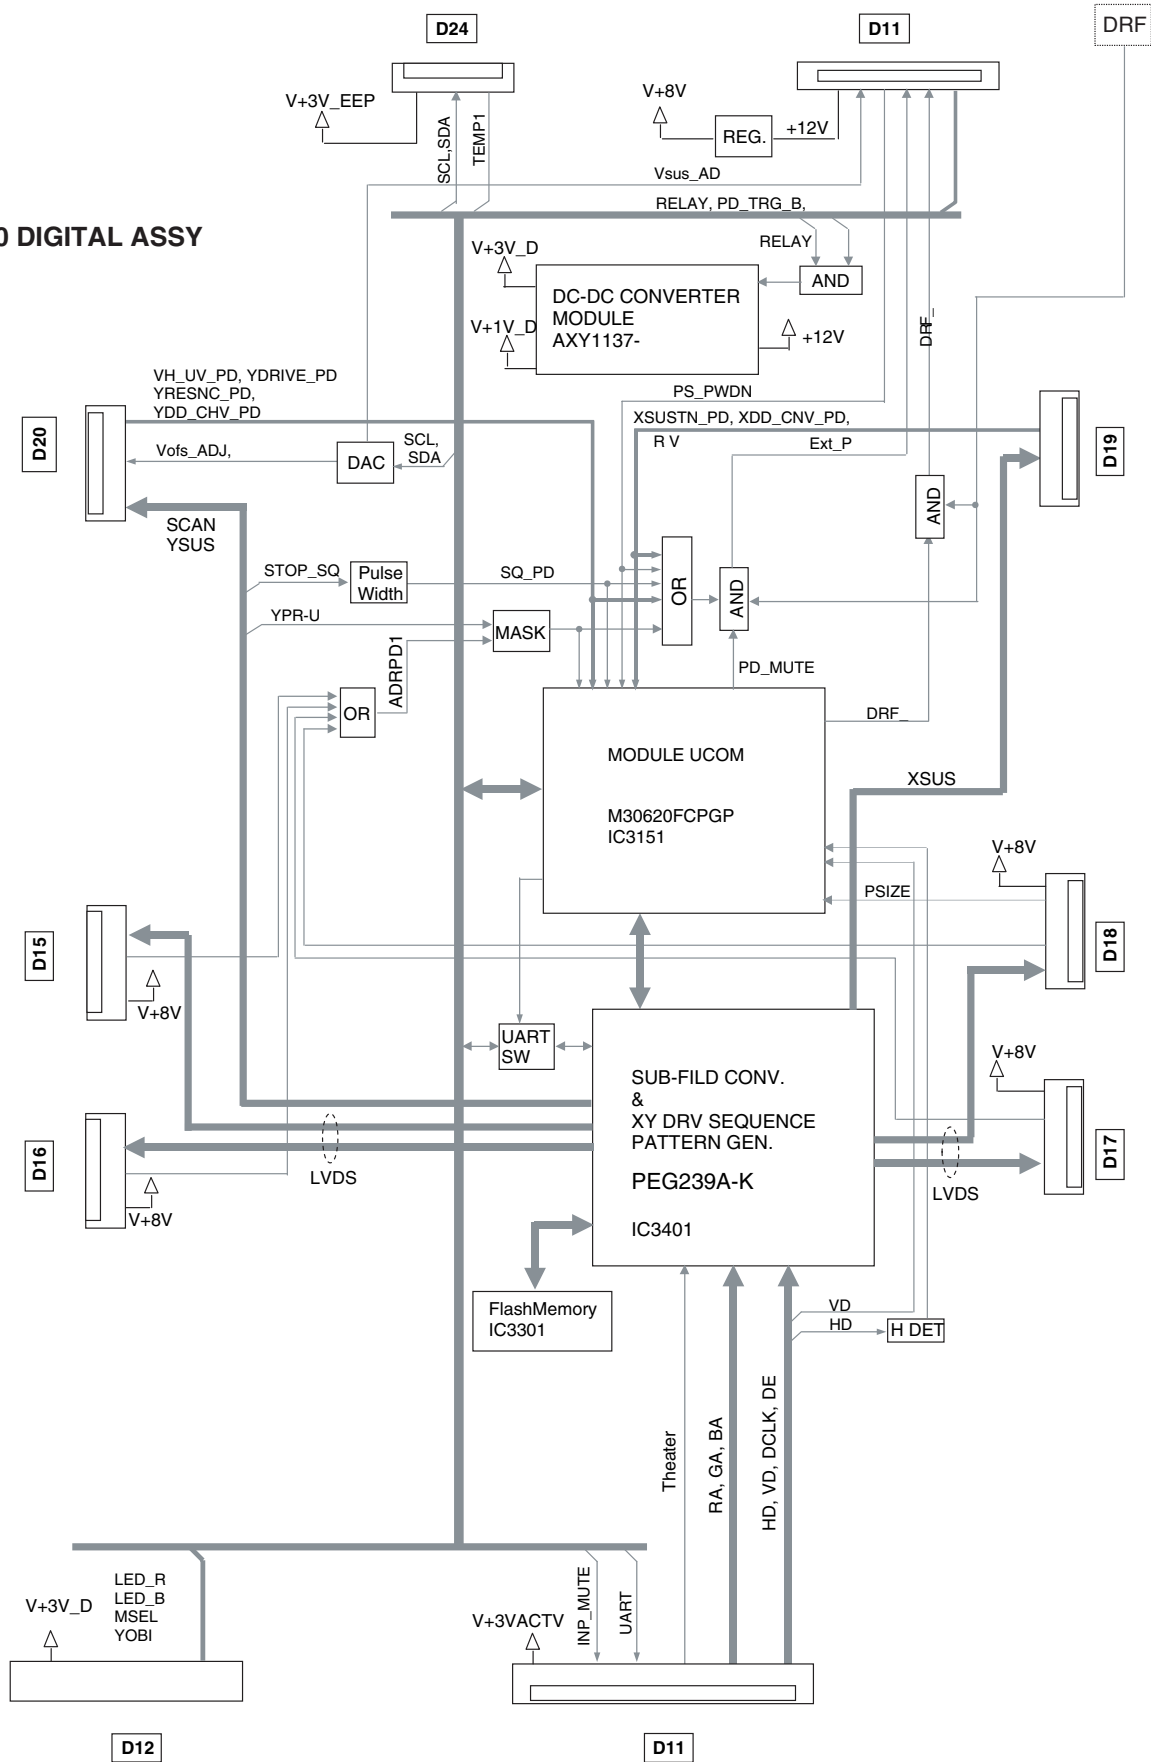 D24
D11
DRF
V+3V_EEP
SCL,SDA
TEMP1
V+8V
REG.
+12V
Vsus_AD
RELAY, PD_TRG_B,
0 DIGITAL ASSY
RELAY
AND
V+3V_D
DC-DC CONVERTER
MODULE
AXY1137-
V+1V_D
+12V
DRF_
VH_UV_PD, YDRIVE_PD
YRESNC_PD,
YDD_CHV_PD
PS_PWDN
XSUSTN_PD, XDD_CNV_PD,
R V
Ext_P
D20
Vofs_ADJ,
DAC
SCL,
SDA
D19
AND
SCAN
YSUS
STOP_SQ
Pulse
Width
SQ_PD
OR
AND
YPR-U
MASK
ADRPD1
PD_MUTE
OR
DRF_
MODULE UCOM
M30620FCPGP
IC3151
XSUS
V+8V
PSIZE
D18
D15
V+8V
UART
SW
SUB-FILD CONV.
&
XY DRV SEQUENCE
PATTERN GEN.
PEG239A-K
IC3401
V+8V
D17
D16
V+8V
LVDS
LVDS
FlashMemory
IC3301
VD
HD
H DET
Theater
RA, GA, BA
HD, VD, DCLK, DE
V+3V_D
LED_R
LED_B
MSEL
YOBI
V+3VACTV
INP_MUTE
UART
D12
D11